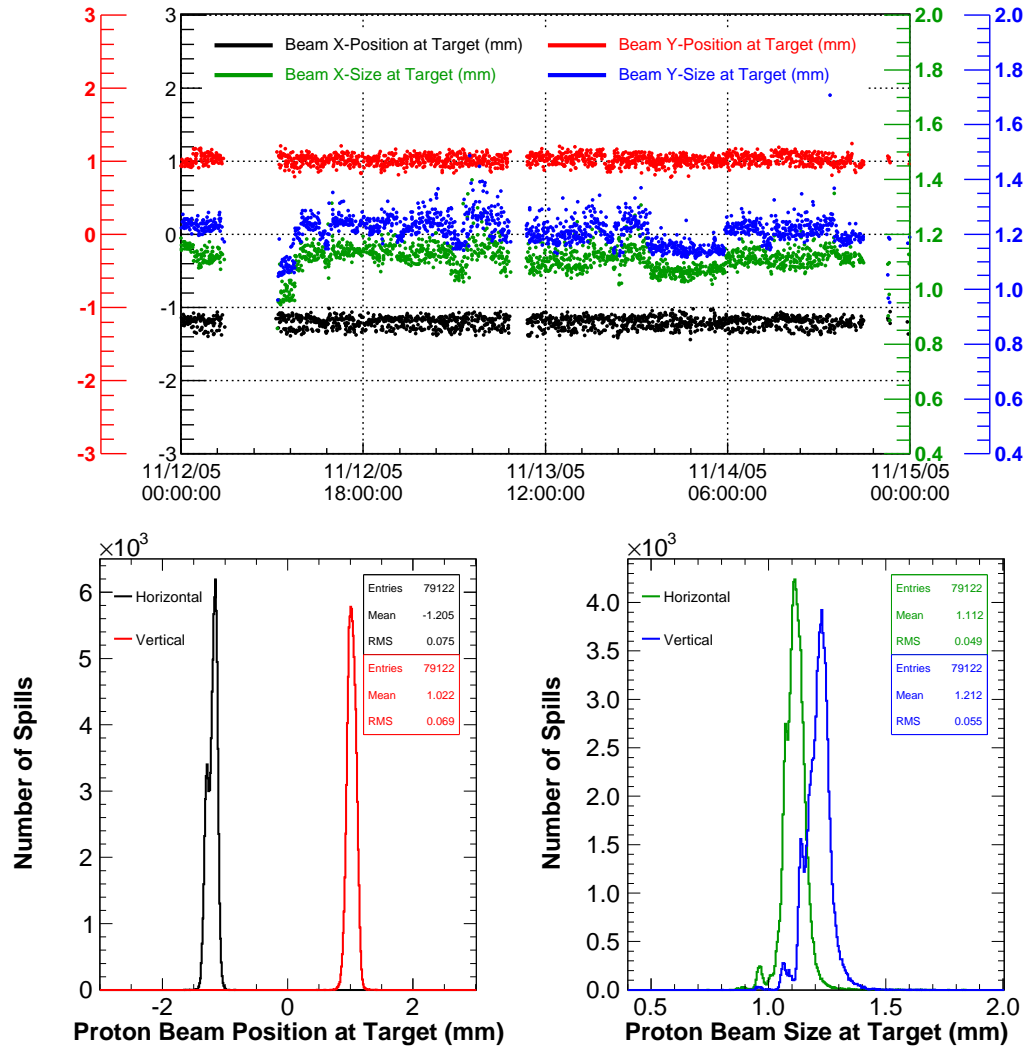 Beam X-Position at Target (mm)
Beam Y-Position at Target (mm)
Beam X-Size at Target (mm)
Beam Y-Size at Target (mm)
3
2
1
0
-1
-2
-3
3
2
1
0
-1
-2
-3
2.0
1.8
1.6
1.4
1.2
1.0
0.8
0.6
0.4
2.0
1.8
1.6
1.4
1.2
1.0
0.8
0.6
0.4
11/12/05 11/12/05 11/13/05 11/14/05 11/15/05
00:00:00 18:00:00 12:00:00 06:00:00 00:00:00
×10³
Horizontal
Vertical
Entries 79122
Mean -1.205
RMS 0.075
Entries 79122
Mean 1.022
RMS 0.069
Number of Spills
6
5
4
3
2
1
0
-2 0 2
Proton Beam Position at Target (mm)
×10³
Horizontal
Vertical
Entries 79122
Mean 1.112
RMS 0.049
Entries 79122
Mean 1.212
RMS 0.055
Number of Spills
4.0
3.5
3.0
2.5
2.0
1.5
1.0
0.5
0.0
0.5 1.0 1.5 2.0
Proton Beam Size at Target (mm)